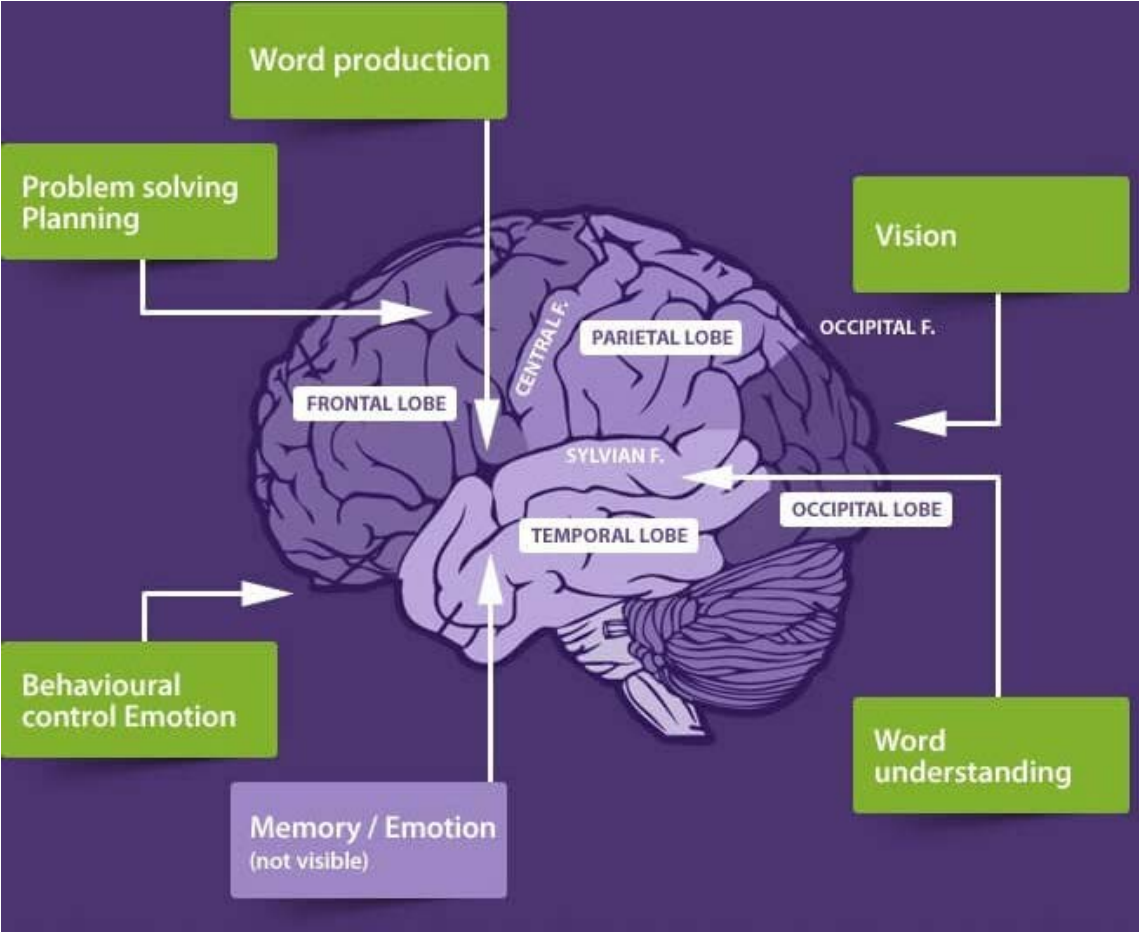 Word production
Problem solving
Planning
Vision
OCCIPITAL F.
CENTRAL F.
PARIETAL LOBE
FRONTAL LOBE
SYLVIAN F.
OCCIPITAL LOBE
TEMPORAL LOBE
Behavioural
control Emotion
Word
understanding
Memory / Emotion
(not visible)